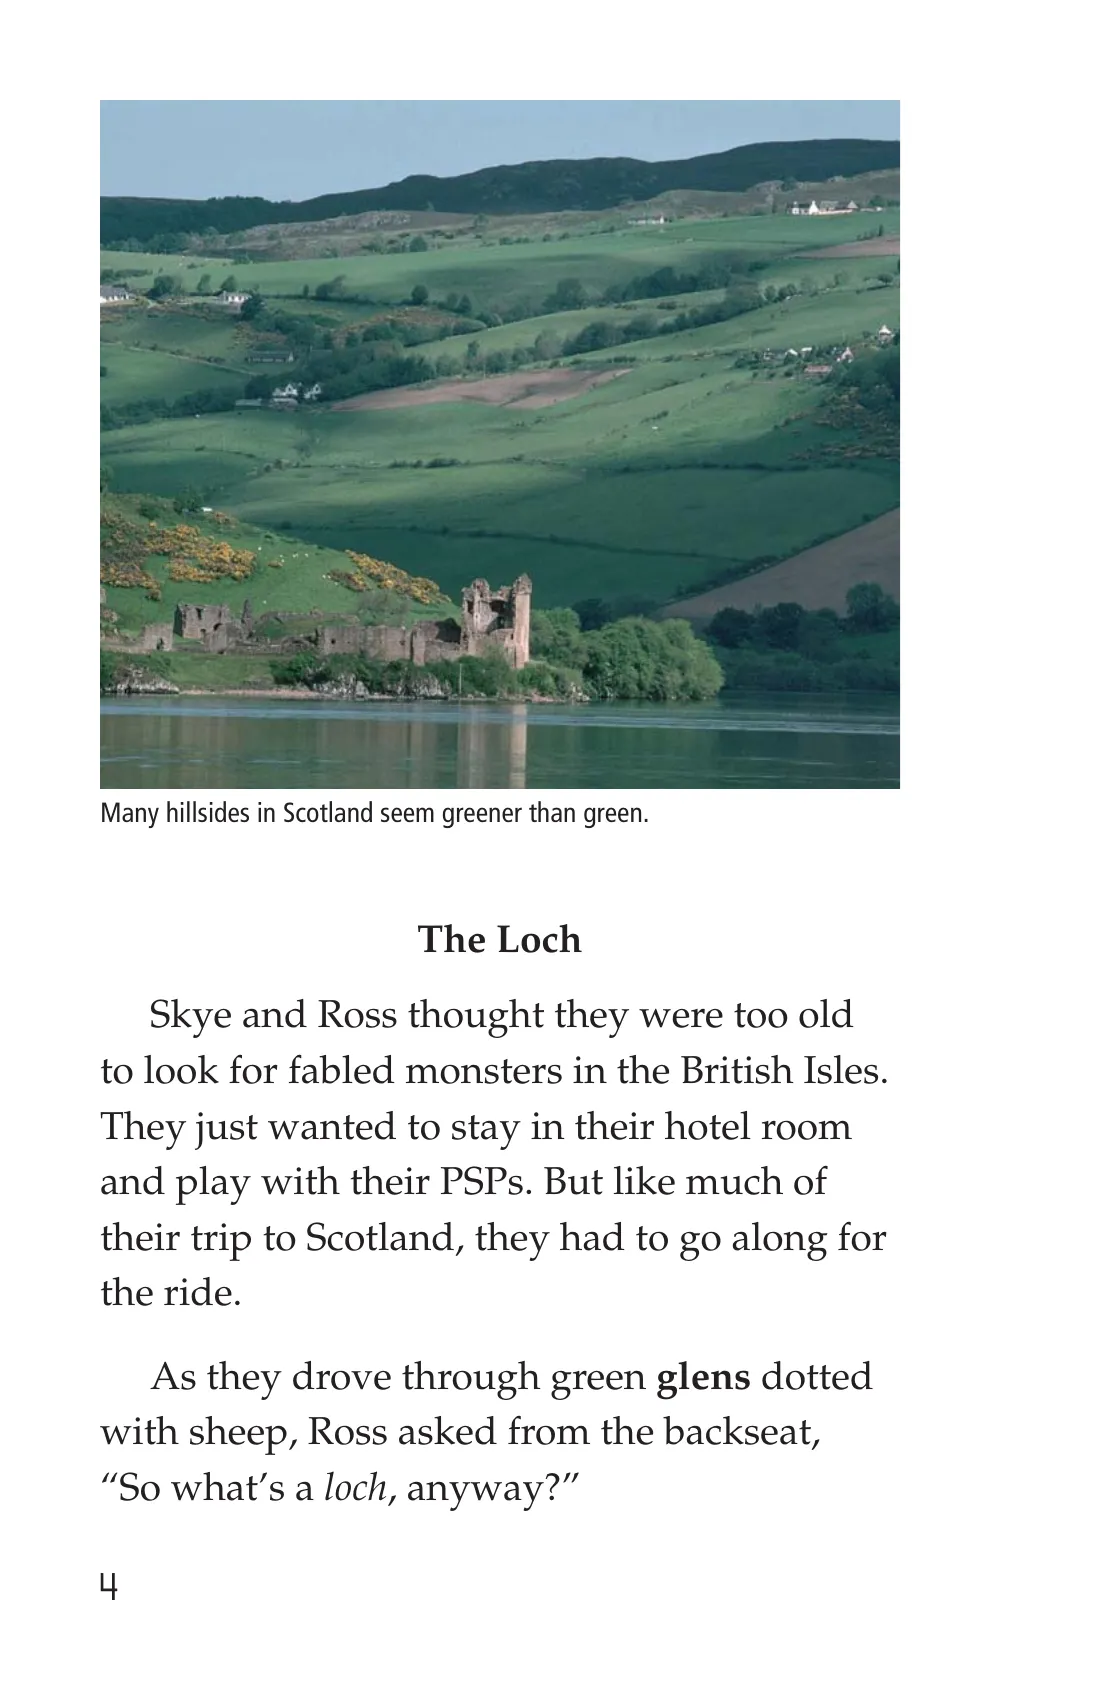 Many hillsides in Scotland seem greener than green.
The Loch
Skye and Ross thought they were too old
to look for fabled monsters in the British Isles.
They just wanted to stay in their hotel room
and play with their PSPs. But like much of
their trip to Scotland, they had to go along for
the ride.
As they drove through green glens dotted
with sheep, Ross asked from the backseat,
“So what’s a loch, anyway?”
4